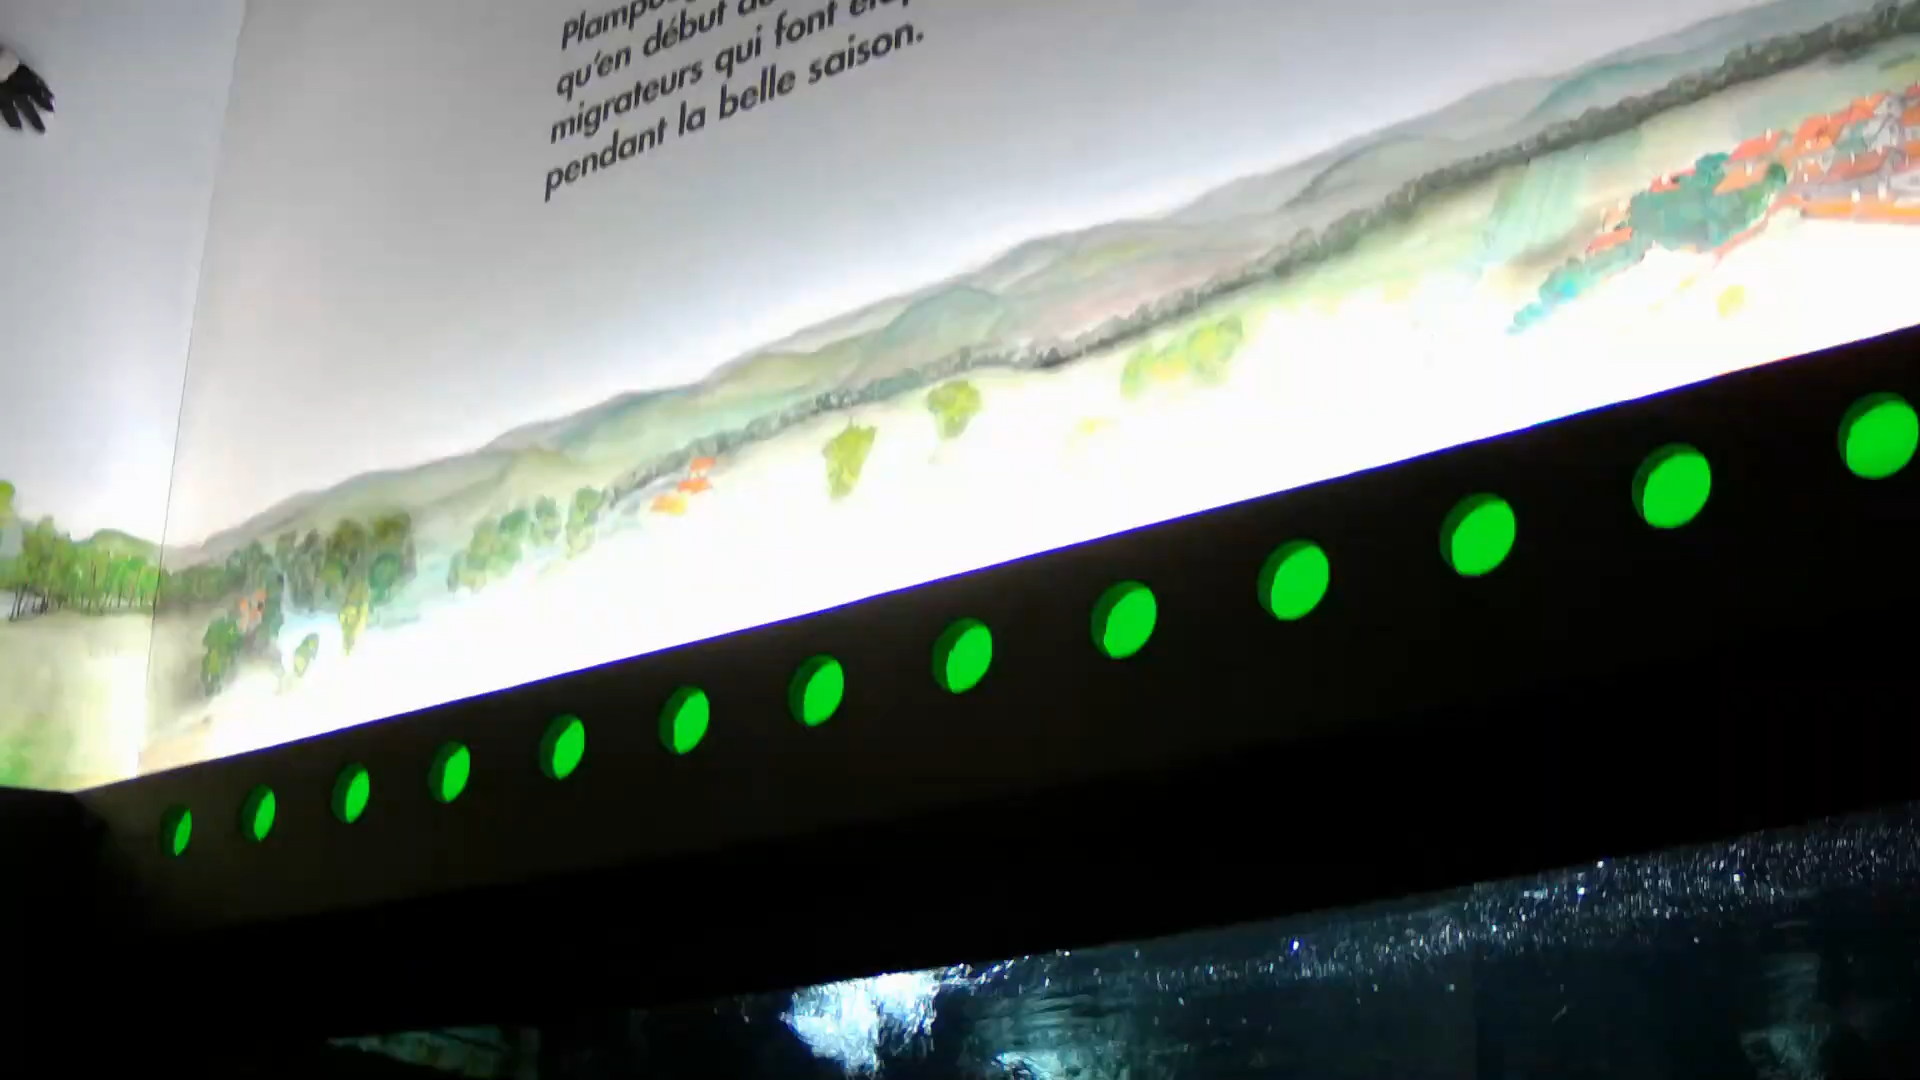 qu'en début
migrateurs qui font
pendant la belle saison.